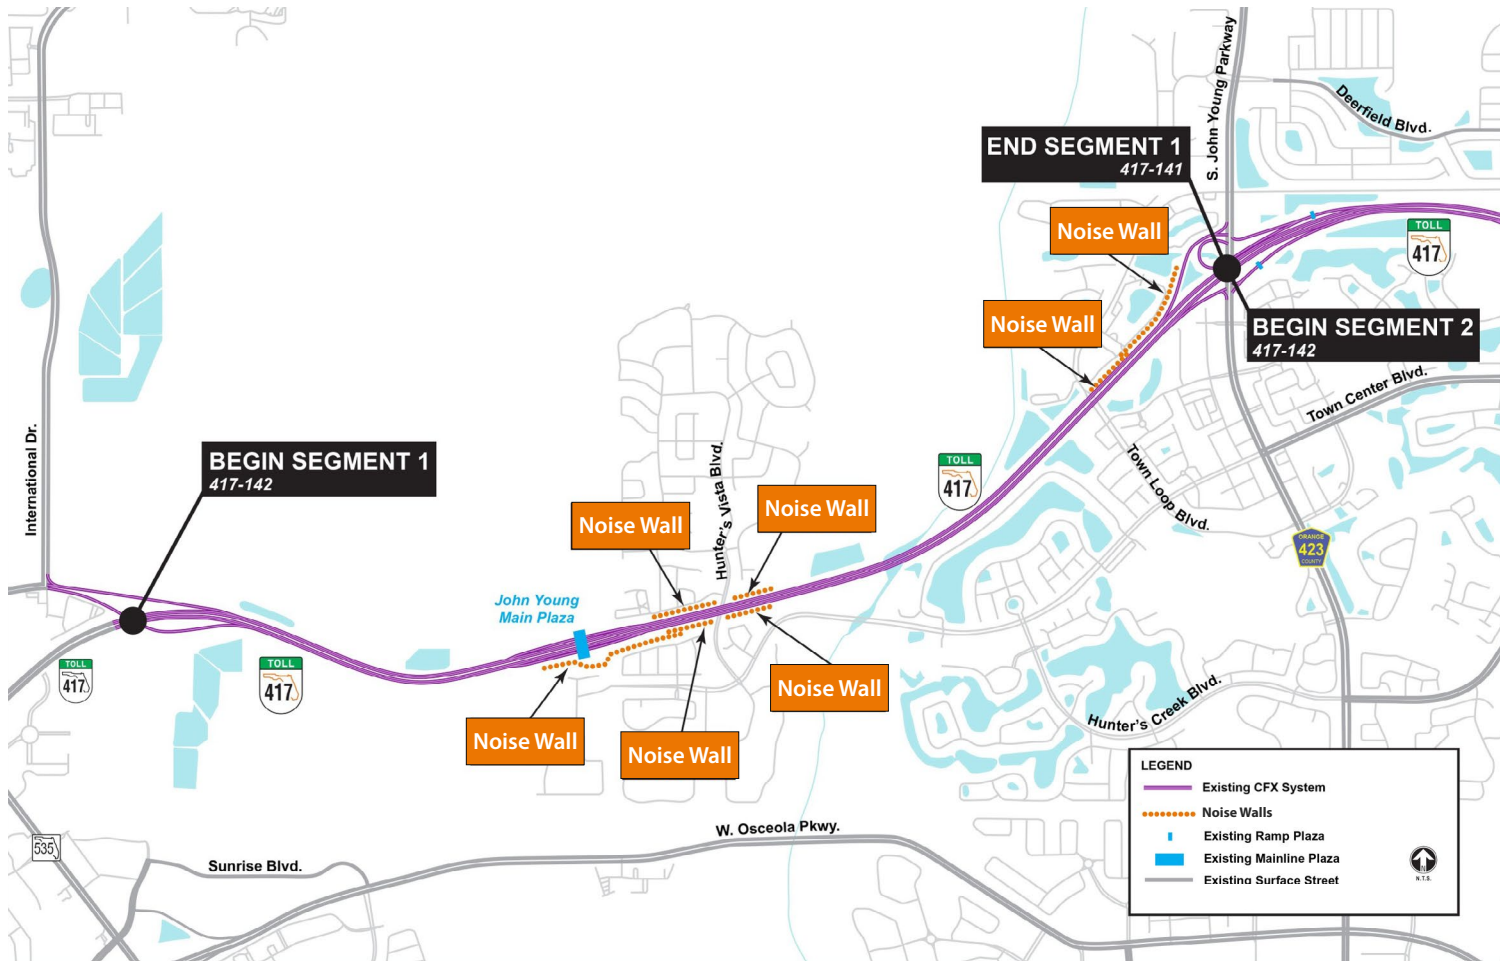 S. John Young Parkway
Deerfield Blvd.
END SEGMENT 1
417-141
Noise Wall
TOLL
417
Noise Wall
BEGIN SEGMENT 2
417-142
Town Center Blvd.
International Dr.
BEGIN SEGMENT 1
417-142
Hunter's Vista Blvd.
Noise Wall
Noise Wall
TOLL
417
Town Loop Blvd.
ORANGE
423
COUNTY
John Young
Main Plaza
TOLL
417
TOLL
417
Noise Wall
Hunter's Creek Blvd.
Noise Wall
Noise Wall
W. Osceola Pkwy.
535
Sunrise Blvd.
LEGEND
Existing CFX System
Noise Walls
Existing Ramp Plaza
Existing Mainline Plaza
Existing Surface Street
N
N.T.S.